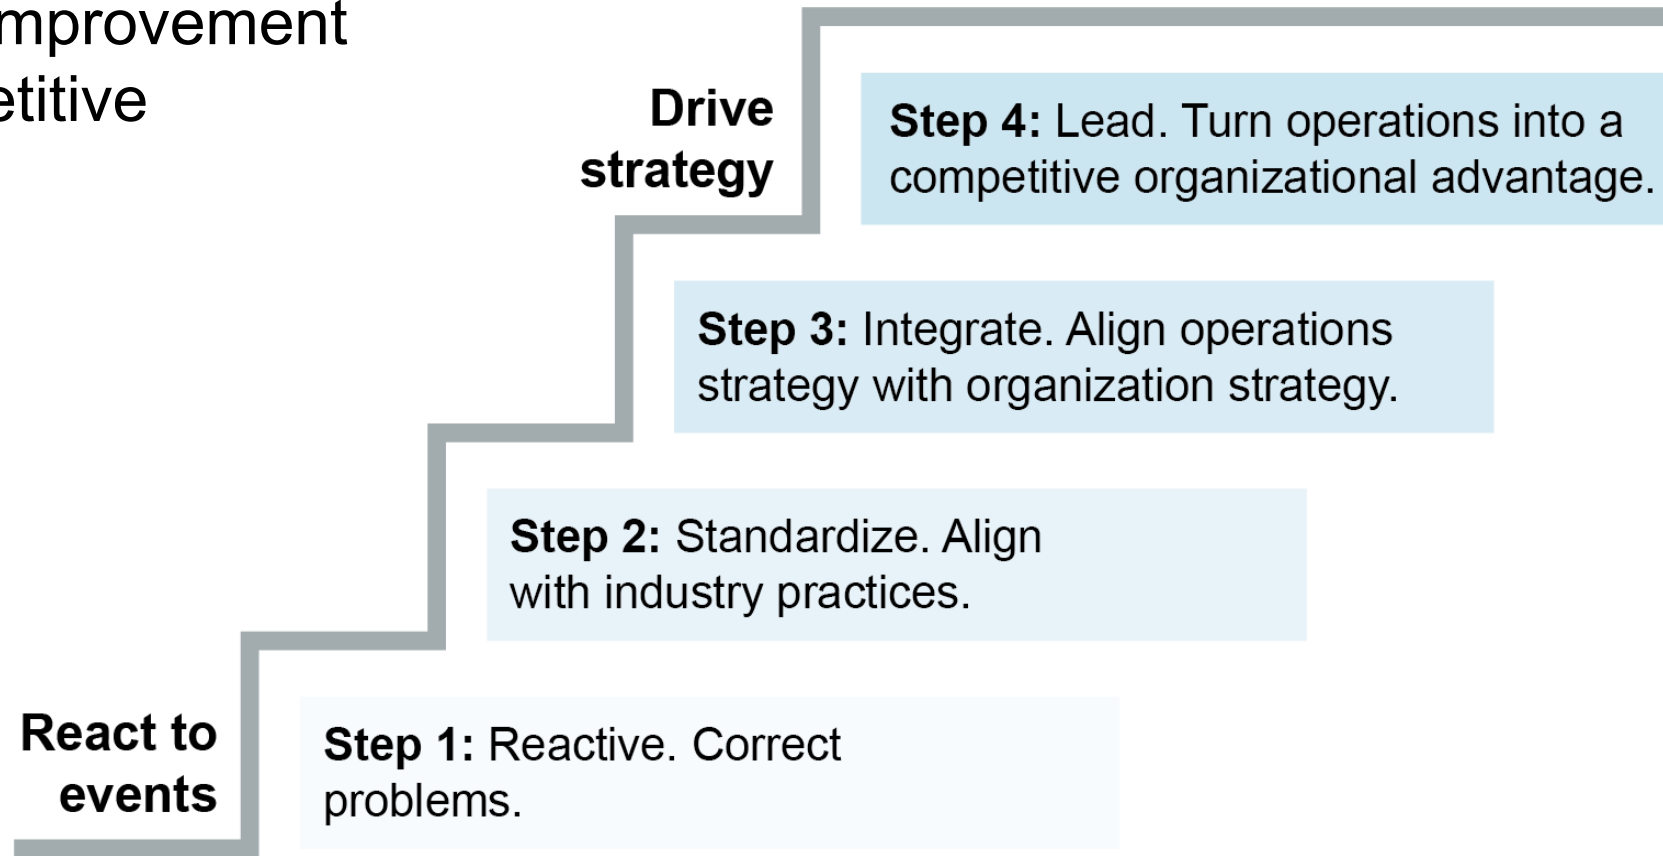 mprovement
etitive
Drive
strategy
Step 4: Lead. Turn operations into a
competitive organizational advantage.
Step 3: Integrate. Align operations
strategy with organization strategy.
Step 2: Standardize. Align
with industry practices.
React to
events
Step 1: Reactive. Correct
problems.